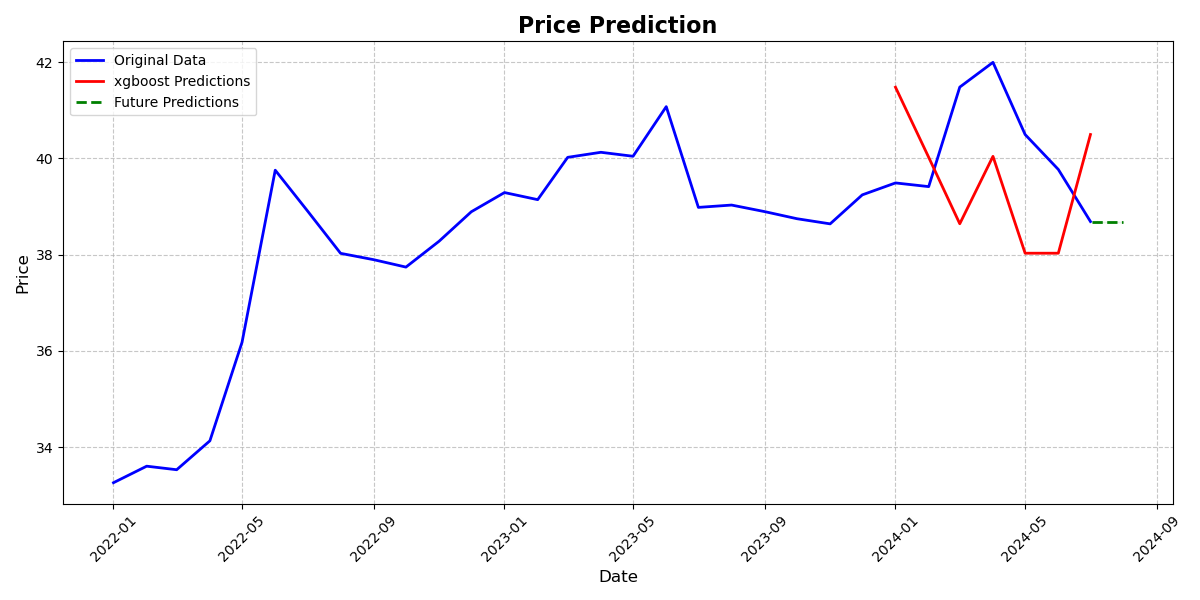 Price Prediction
Original Data
xgboost Predictions
Future Predictions
42
40
38
36
34
Price
2022-01
2022-05
2022-09
2023-01
2023-05
2023-09
2024-01
2024-05
2024-09
Date